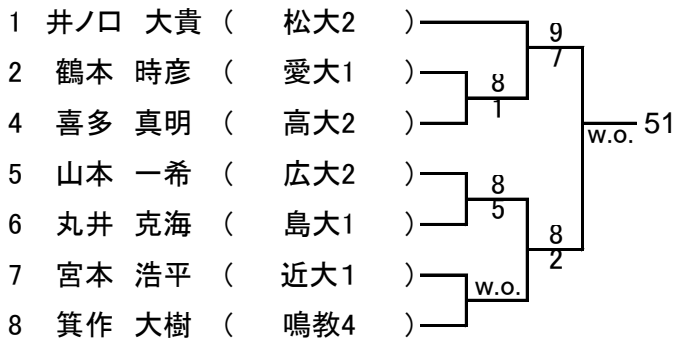 1 井ノ口 大貴 ( 松大2 )
9
7
2 鶴本 時彦 ( 愛大1 )
8
1
4 喜多 真明 ( 高大2 )
w.o. 51
5 山本 一希 ( 広大2 )
8
5
6 丸井 克海 ( 島大1 )
8
2
7 宮本 浩平 ( 近大1 )
w.o.
8 箕作 大樹 ( 鳴教4 )